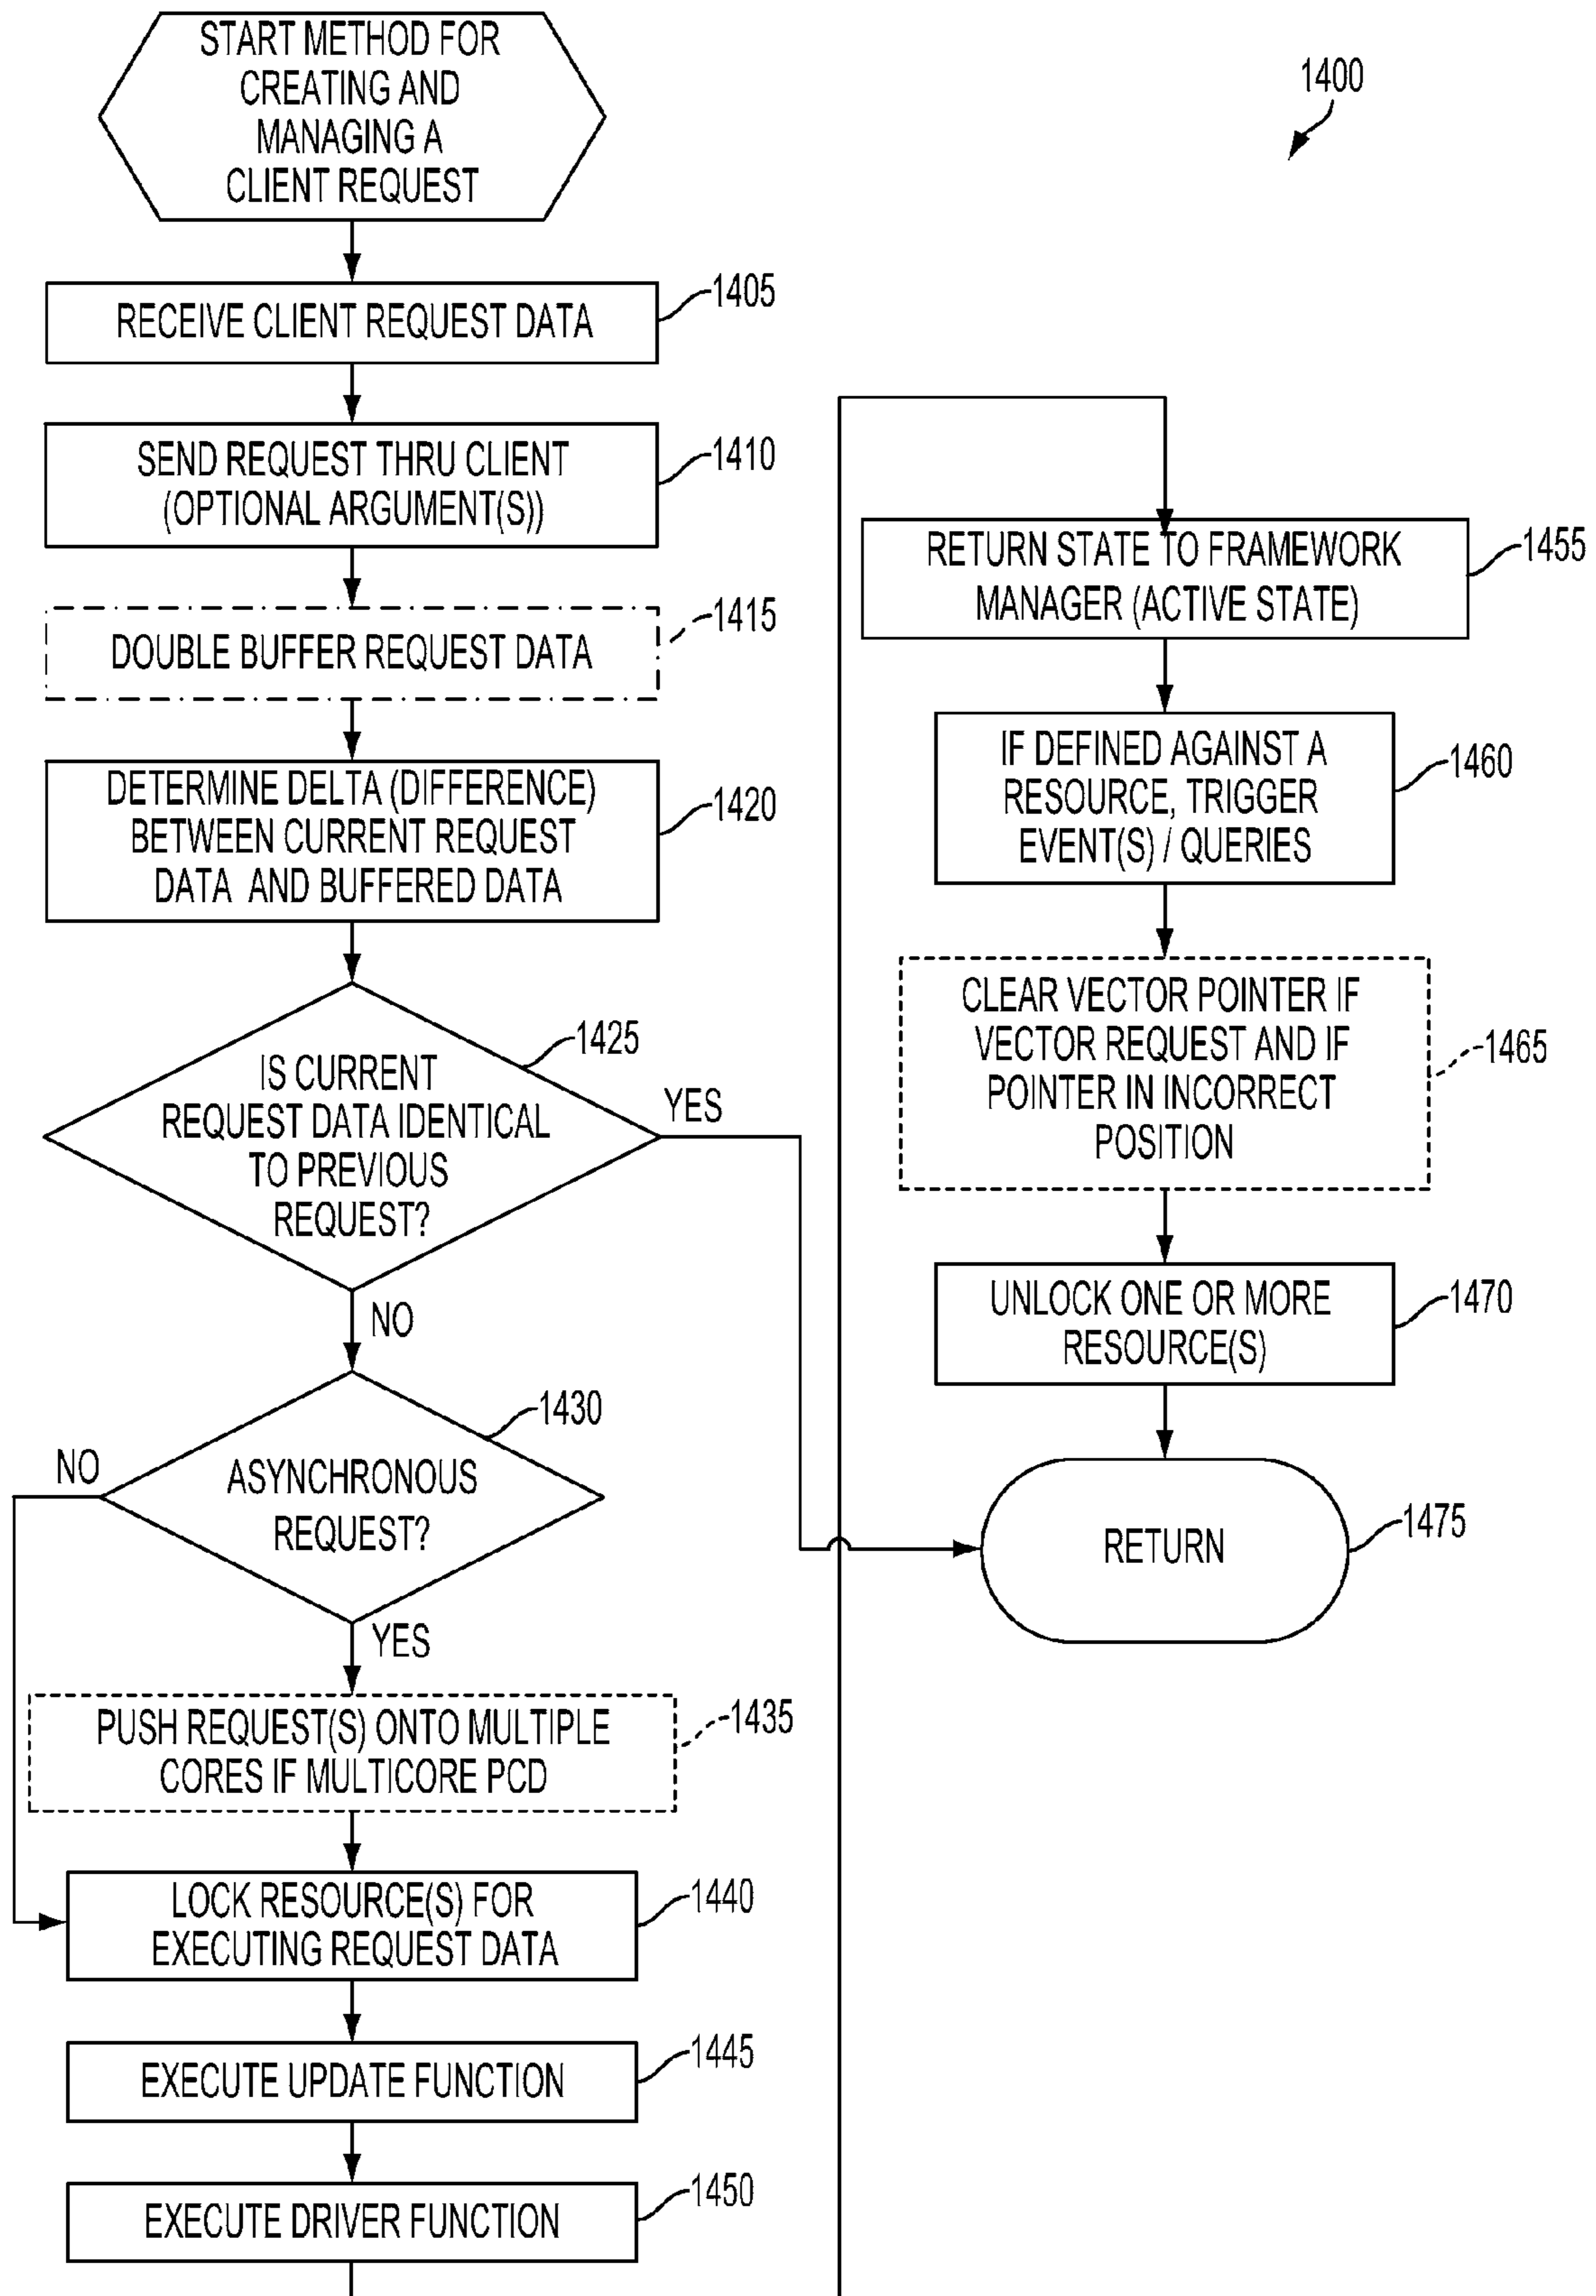 START METHOD FOR
CREATING AND
MANAGING A
CLIENT REQUEST
1400
RECEIVE CLIENT REQUEST DATA
1405
SEND REQUEST THRU CLIENT
(OPTIONAL ARGUMENT(S))
1410
DOUBLE BUFFER REQUEST DATA
1415
DETERMINE DELTA (DIFFERENCE)
BETWEEN CURRENT REQUEST
DATA AND BUFFERED DATA
1420
IS CURRENT
REQUEST DATA IDENTICAL
TO PREVIOUS
REQUEST?
1425
YES
NO
ASYNCHRONOUS
REQUEST?
1430
NO
YES
PUSH REQUEST(S) ONTO MULTIPLE
CORES IF MULTICORE PCD
1435
LOCK RESOURCE(S) FOR
EXECUTING REQUEST DATA
1440
EXECUTE UPDATE FUNCTION
1445
EXECUTE DRIVER FUNCTION
1450
RETURN STATE TO FRAMEWORK
MANAGER (ACTIVE STATE)
1455
IF DEFINED AGAINST A
RESOURCE, TRIGGER
EVENT(S) / QUERIES
1460
CLEAR VECTOR POINTER IF
VECTOR REQUEST AND IF
POINTER IN INCORRECT
POSITION
1465
UNLOCK ONE OR MORE
RESOURCE(S)
1470
RETURN
1475